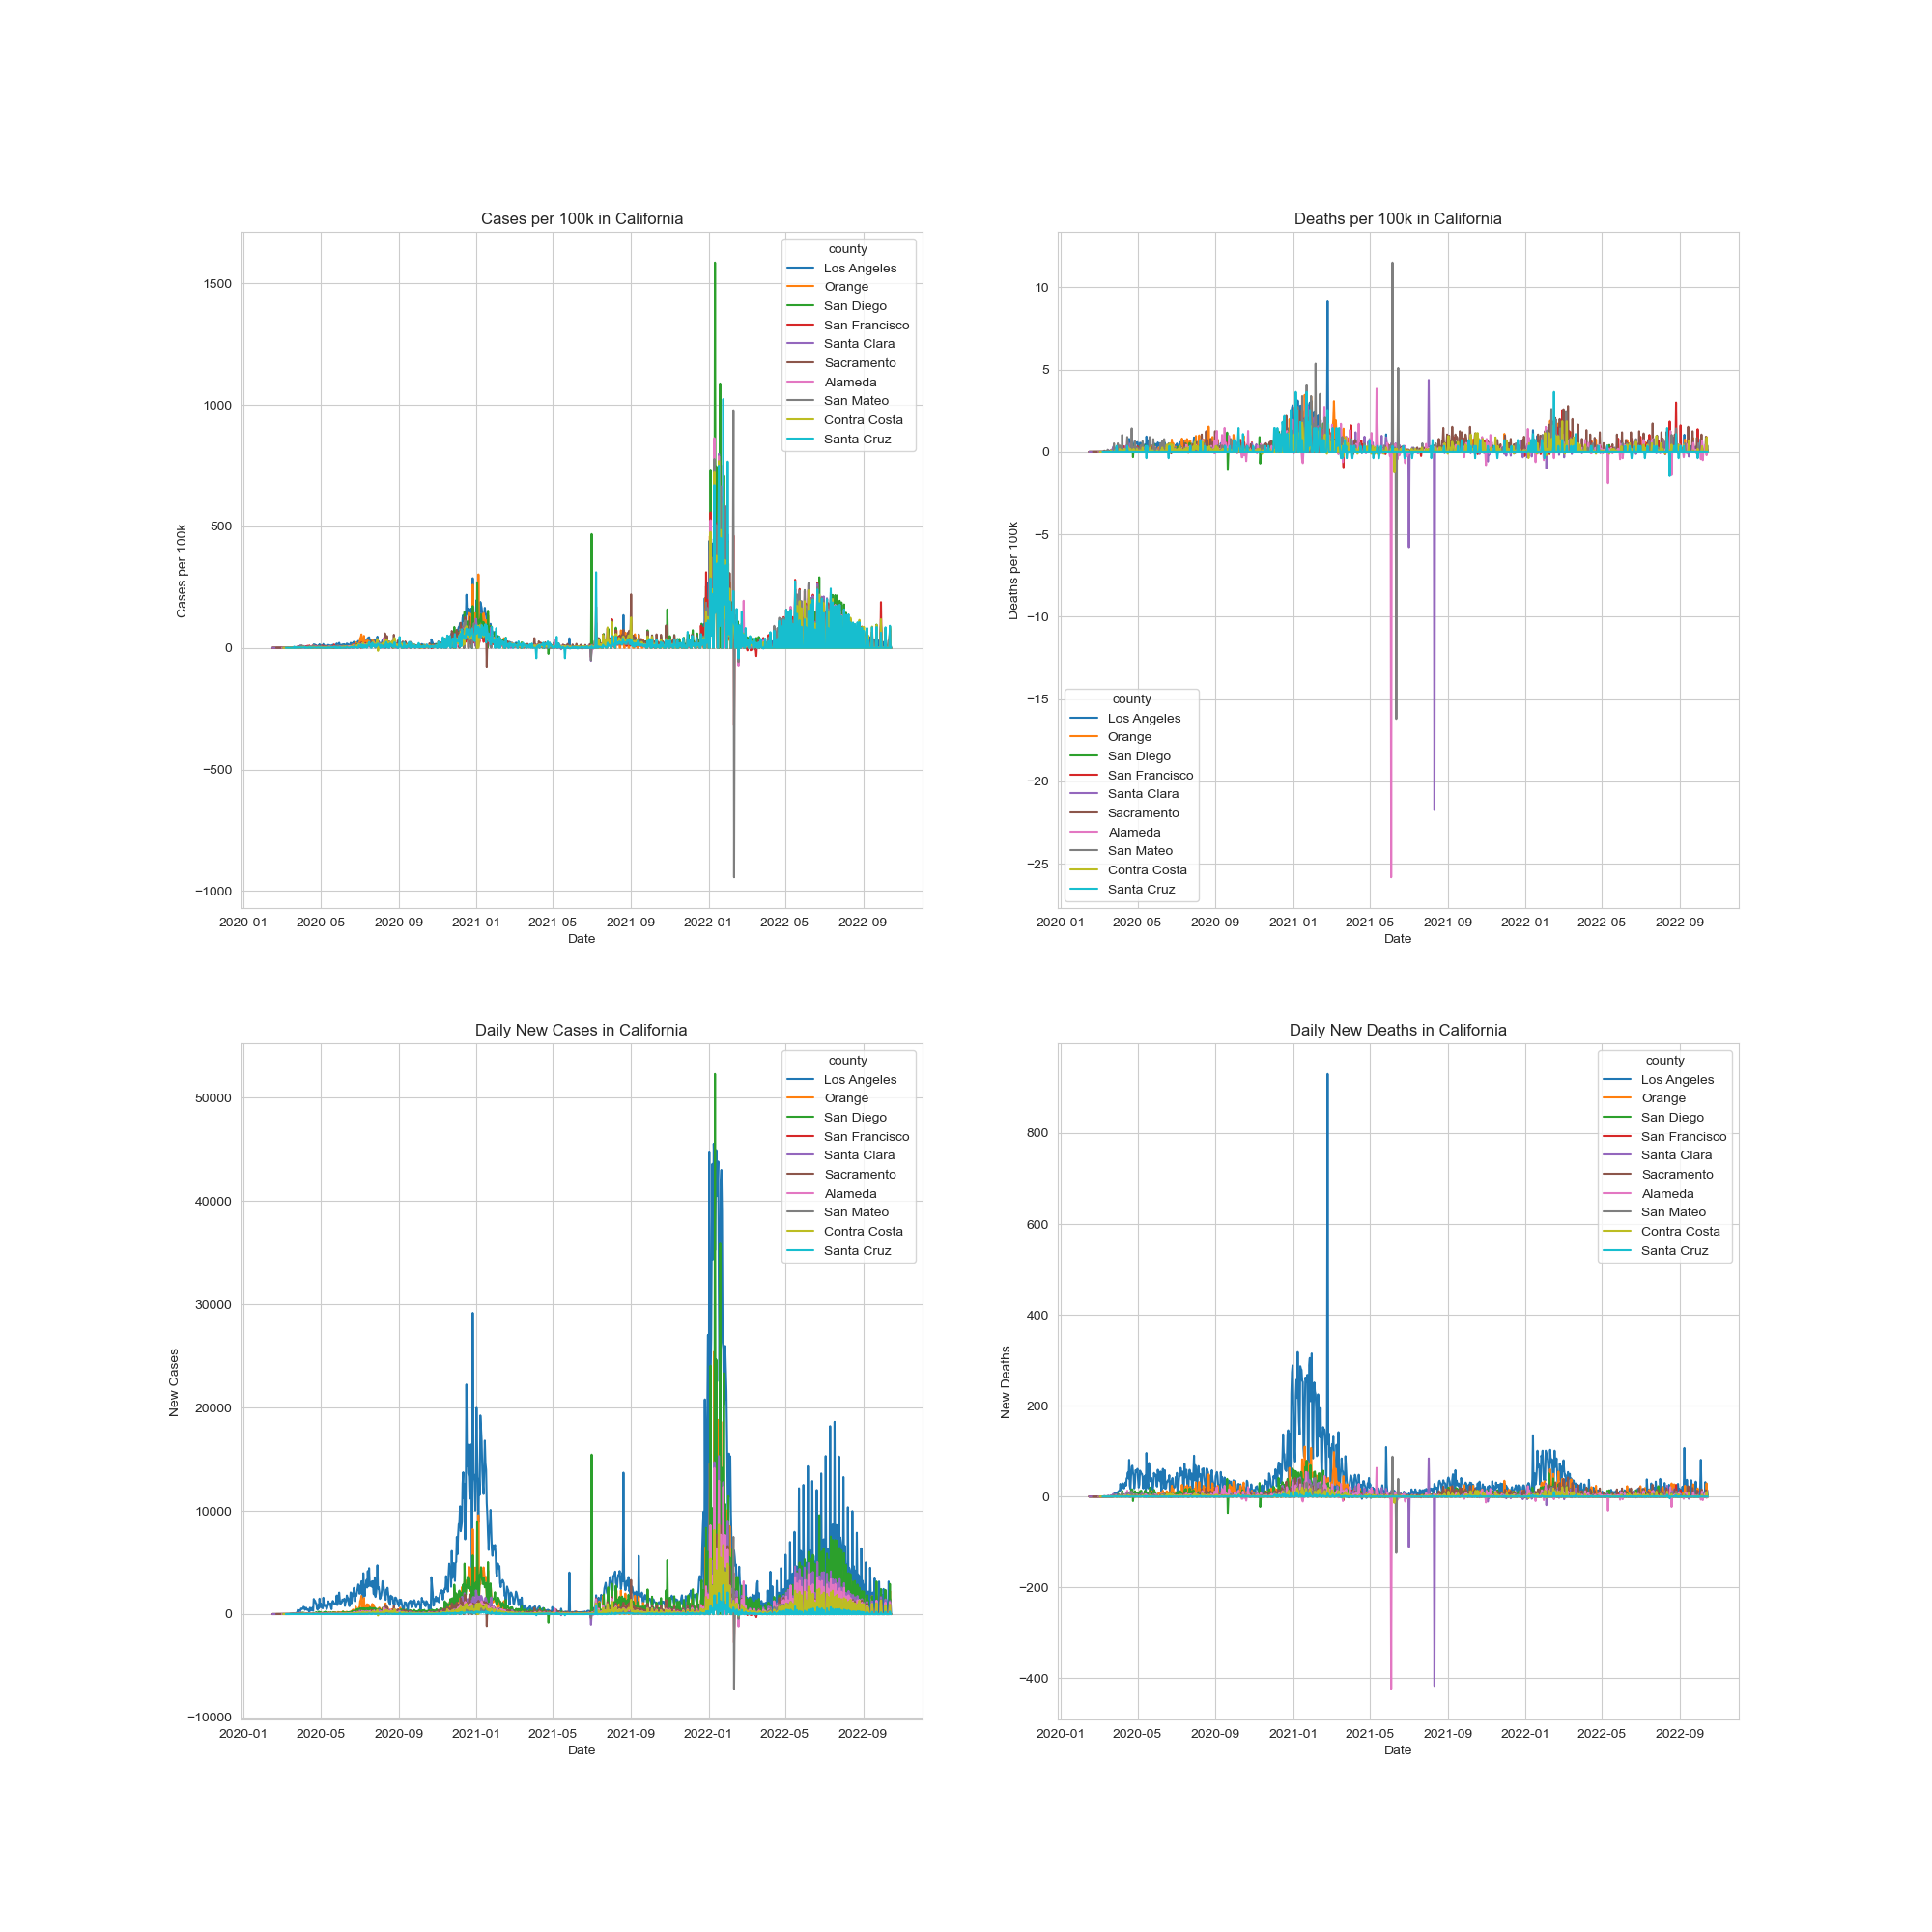 Cases per 100k in California
Cases per 100k
1500
1000
500
0
−500
−1000
2020-01 2020-05 2020-09 2021-01 2021-05 2021-09 2022-01 2022-05 2022-09
Date
county
Los Angeles
Orange
San Diego
San Francisco
Santa Clara
Sacramento
Alameda
San Mateo
Contra Costa
Santa Cruz
Deaths per 100k in California
Deaths per 100k
10
5
0
−5
−10
−15
−20
−25
2020-01 2020-05 2020-09 2021-01 2021-05 2021-09 2022-01 2022-05 2022-09
Date
county
Los Angeles
Orange
San Diego
San Francisco
Santa Clara
Sacramento
Alameda
San Mateo
Contra Costa
Santa Cruz
Daily New Cases in California
New Cases
50000
40000
30000
20000
10000
0
−10000
2020-01 2020-05 2020-09 2021-01 2021-05 2021-09 2022-01 2022-05 2022-09
Date
county
Los Angeles
Orange
San Diego
San Francisco
Santa Clara
Sacramento
Alameda
San Mateo
Contra Costa
Santa Cruz
Daily New Deaths in California
New Deaths
800
600
400
200
0
−200
−400
2020-01 2020-05 2020-09 2021-01 2021-05 2021-09 2022-01 2022-05 2022-09
Date
county
Los Angeles
Orange
San Diego
San Francisco
Santa Clara
Sacramento
Alameda
San Mateo
Contra Costa
Santa Cruz